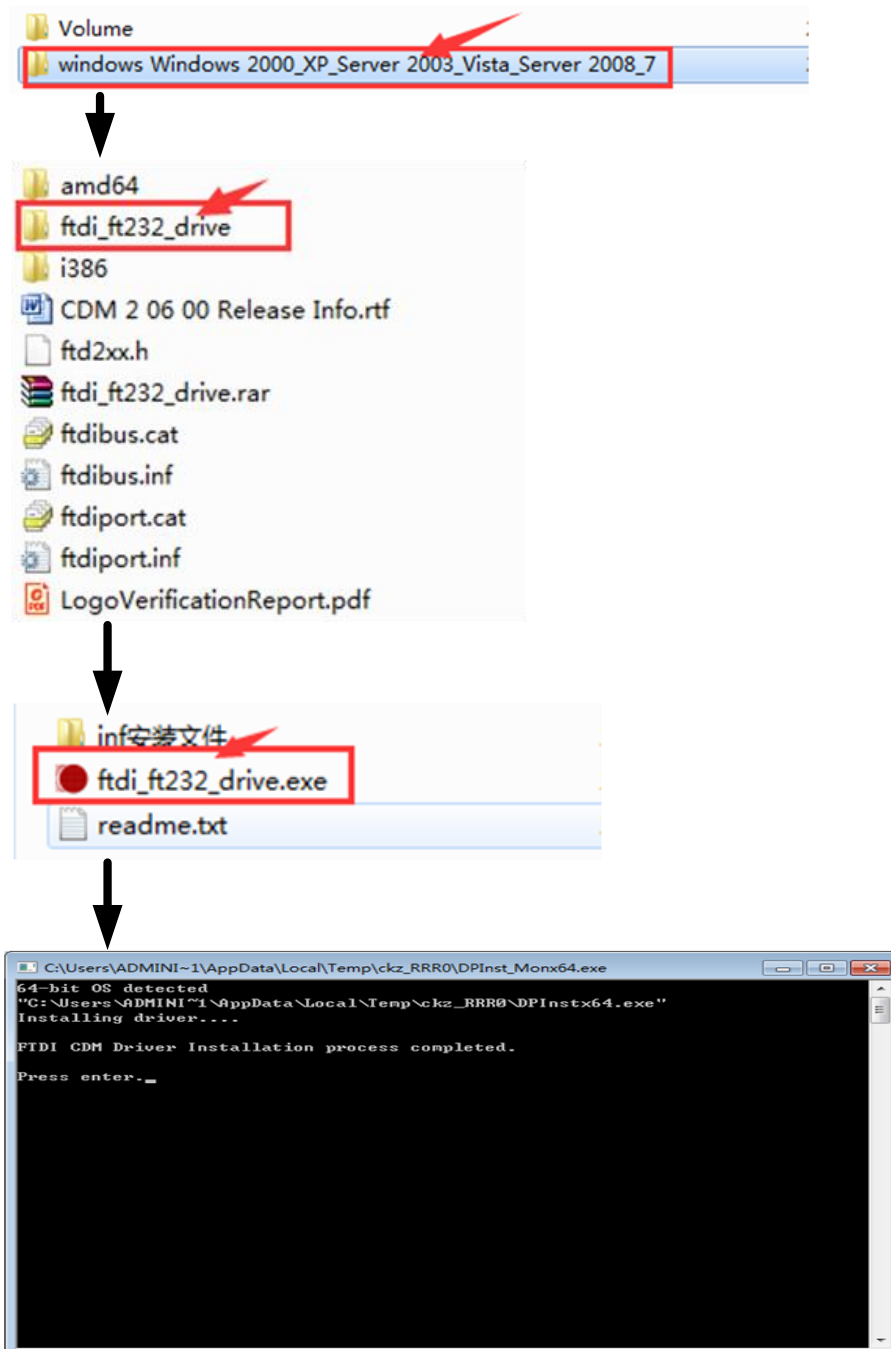 Volume
windows Windows 2000_XP_Server 2003_Vista_Server 2008_7
amd64
ftdi_ft232_drive
i386
CDM 2 06 00 Release Info.rtf
ftd2xx.h
ftdi_ft232_drive.rar
ftdibus.cat
ftdibus.inf
ftdiport.cat
ftdiport.inf
LogoVerificationReport.pdf
inf安装文件
ftdi_ft232_drive.exe
readme.txt
C:\Users\ADMINI~1\AppData\Local\Temp\ckz_RRR0\DPInst_Monx64.exe
64-bit OS detected
"C:\Users\ADMINI~1\AppData\Local\Temp\ckz_RRR0\DPInstx64.exe"
Installing driver....
FTDI CDM Driver Installation process completed.
Press enter._